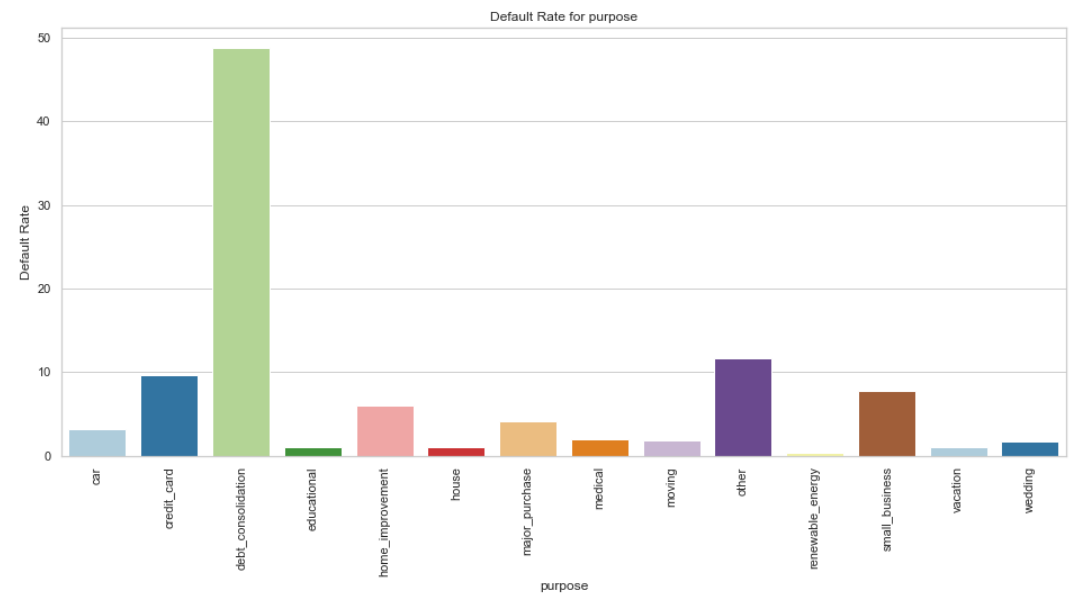 Default Rate for purpose
50
40
30
20
10
0
Default Rate
car
credit_card
debt_consolidation
educational
home_improvement
house
major_purchase
medical
moving
other
renewable_energy
small_business
vacation
wedding
purpose